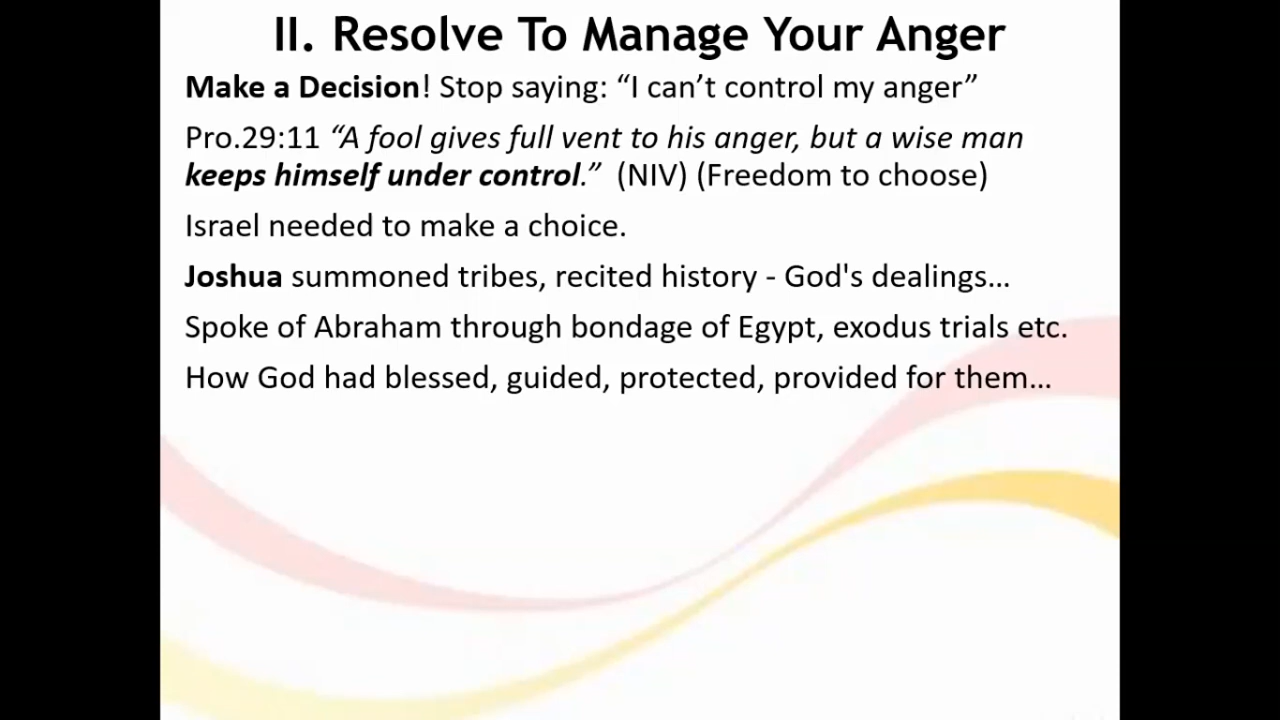 II. Resolve To Manage Your Anger
Make a Decision! Stop saying: “I can’t control my anger”
Pro.29:11 “A fool gives full vent to his anger, but a wise man
keeps himself under control.” (NIV) (Freedom to choose)
Israel needed to make a choice.
Joshua summoned tribes, recited history - God's dealings…
Spoke of Abraham through bondage of Egypt, exodus trials etc.
How God had blessed, guided, protected, provided for them…